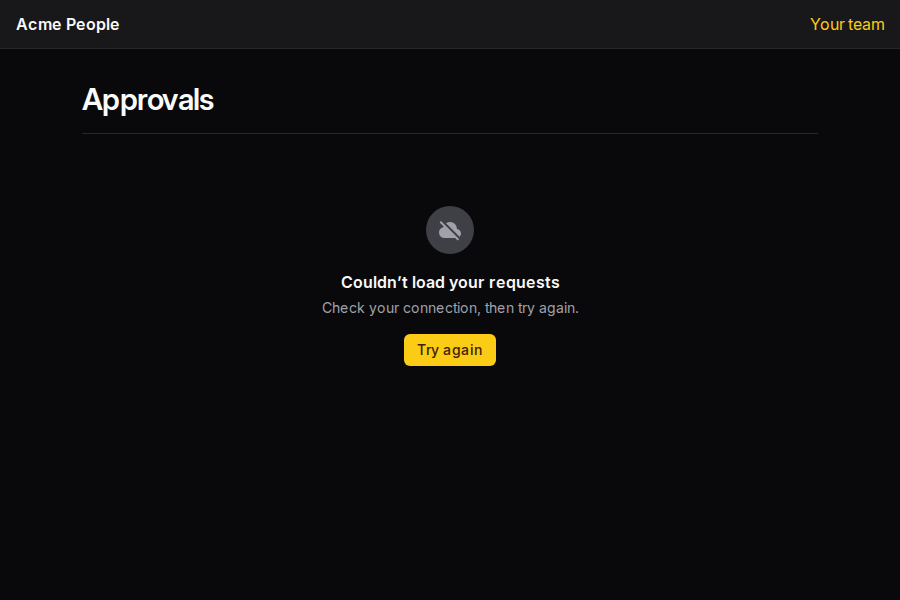 Acme People
Your team
Approvals
Couldn’t load your requests
Check your connection, then try again.
Try again